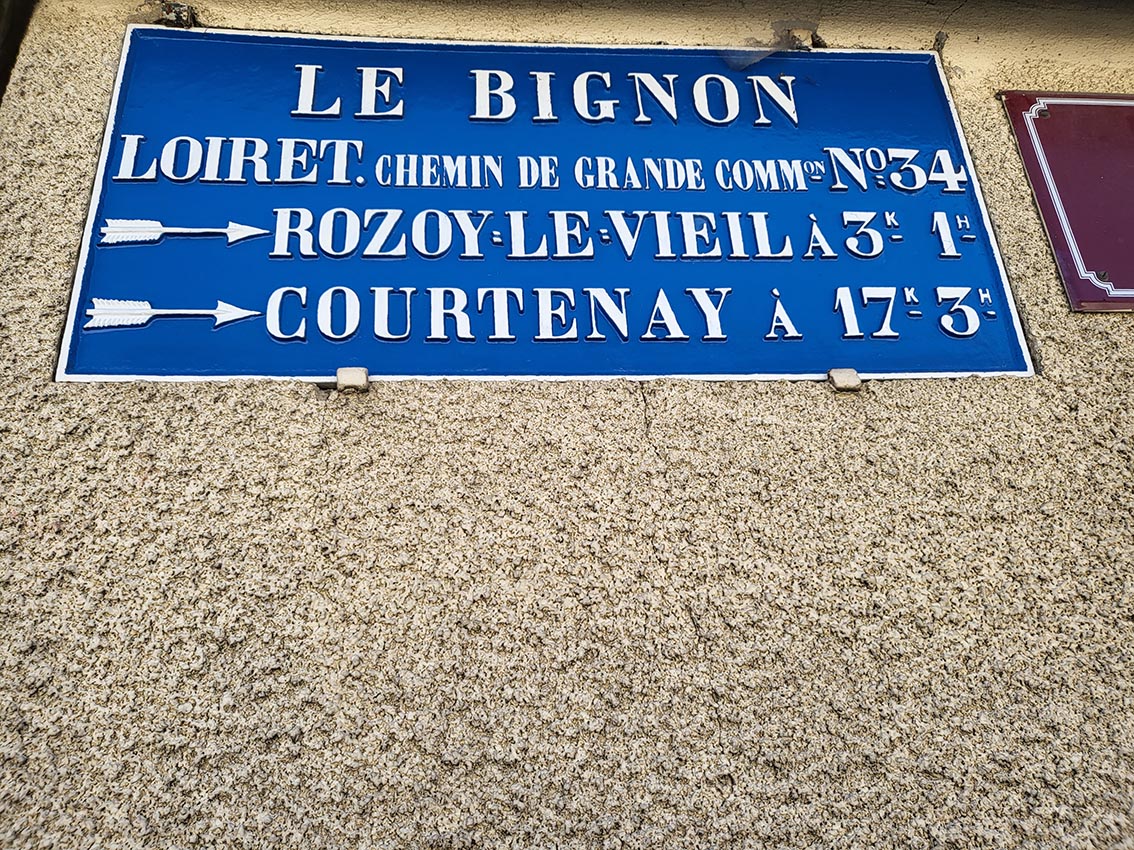 LE BIGNON
LOIRET. CHEMIN DE GRANDE COMMON No. 34
ROZOY-LE-VIEIL À 3K 1H
COURTENAY À 17K 3H